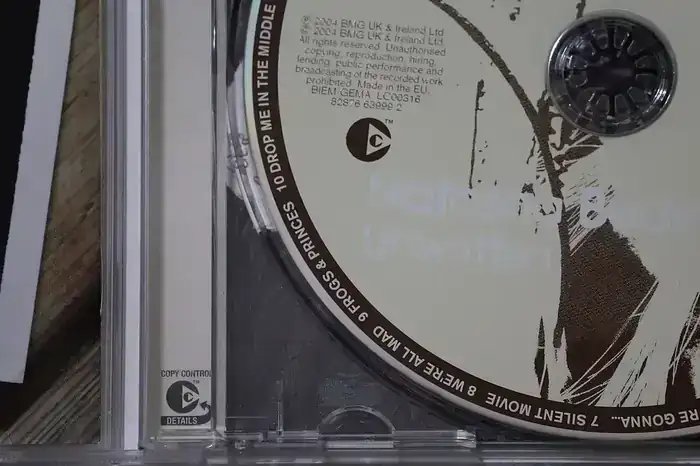 ℗ 2004 BMG UK & Ireland Ltd
© 2004 BMG UK & Ireland Ltd.
All rights reserved. Unauthorised
copying, reproduction, hiring,
lending, public performance and
broadcasting of the recorded work
prohibited. Made in the EU.
BIEM/GEMA. LC00316
82876 63999 2
C™
RE GONNA... 7 SILENT MOVIE 8 WE'RE ALL MAD 9 FROGS & PRINCES 10 DROP ME IN THE MIDDLE
COPY CONTROL
C™
DETAILS